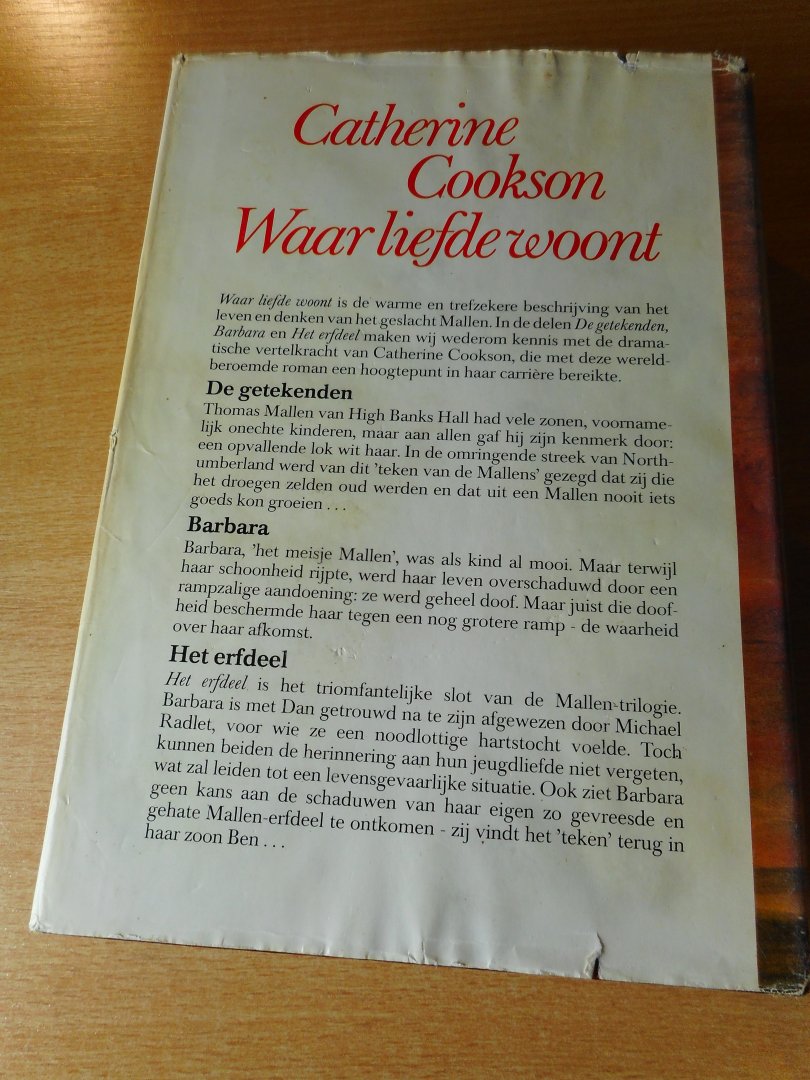 Catherine
Cookson
Waar liefde woont
Waar liefde woont is de warme en trefzekere beschrijving van het
leven en denken van het geslacht Mallen. In de delen De getekenden,
Barbara en Het erfdeel maken wij wederom kennis met de drama-
tische vertelkracht van Catherine Cookson, die met deze wereld-
beroemde roman een hoogtepunt in haar carrière bereikte.
De getekenden
Thomas Mallen van High Banks Hall had vele zonen, voorname-
lijk onechte kinderen, maar aan allen gaf hij zijn kenmerk door:
een opvallende lok wit haar. In de omringende streek van North-
umberland werd van dit 'teken van de Mallens' gezegd dat zij die
het droegen zelden oud werden en dat uit een Mallen nooit iets
goeds kon groeien . . .
Barbara
Barbara, 'het meisje Mallen', was als kind al mooi. Maar terwijl
haar schoonheid rijpte, werd haar leven overschaduwd door een
rampzalige aandoening: ze werd geheel doof. Maar juist die doof-
heid beschermde haar tegen een nog grotere ramp - de waarheid
over haar afkomst.
Het erfdeel
Het erfdeel is het triomfantelijke slot van de Mallen-trilogie.
Barbara is met Dan getrouwd na te zijn afgewezen door Michael
Radlet, voor wie ze een noodlottige hartstocht voelde. Toch
kunnen beiden de herinnering aan hun jeugdliefde niet vergeten,
wat zal leiden tot een levensgevaarlijke situatie. Ook ziet Barbara
geen kans aan de schaduwen van haar eigen zo gevreesde en
gehate Mallen-erfdeel te ontkomen - zij vindt het 'teken' terug in
haar zoon Ben . . .